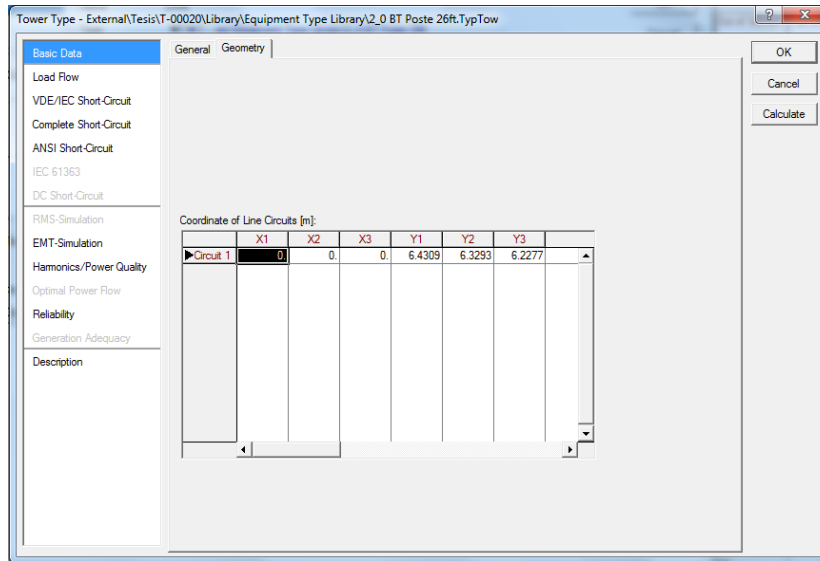 Tower Type - External\Tesis\T-00020\Library\Equipment Type Library\2_0 BT Poste 26ft.TypTow
Basic Data
Load Flow
VDE/IEC Short-Circuit
Complete Short-Circuit
ANSI Short-Circuit
IEC 61363
DC Short-Circuit
RMS-Simulation
EMT-Simulation
Harmonics/Power Quality
Optimal Power Flow
Reliability
Generation Adequacy
Description
General Geometry
Coordinate of Line Circuits [m]:
X1 X2 X3 Y1 Y2 Y3
Circuit 1 0. 0. 0. 6.4309 6.3293 6.2277
OK
Cancel
Calculate